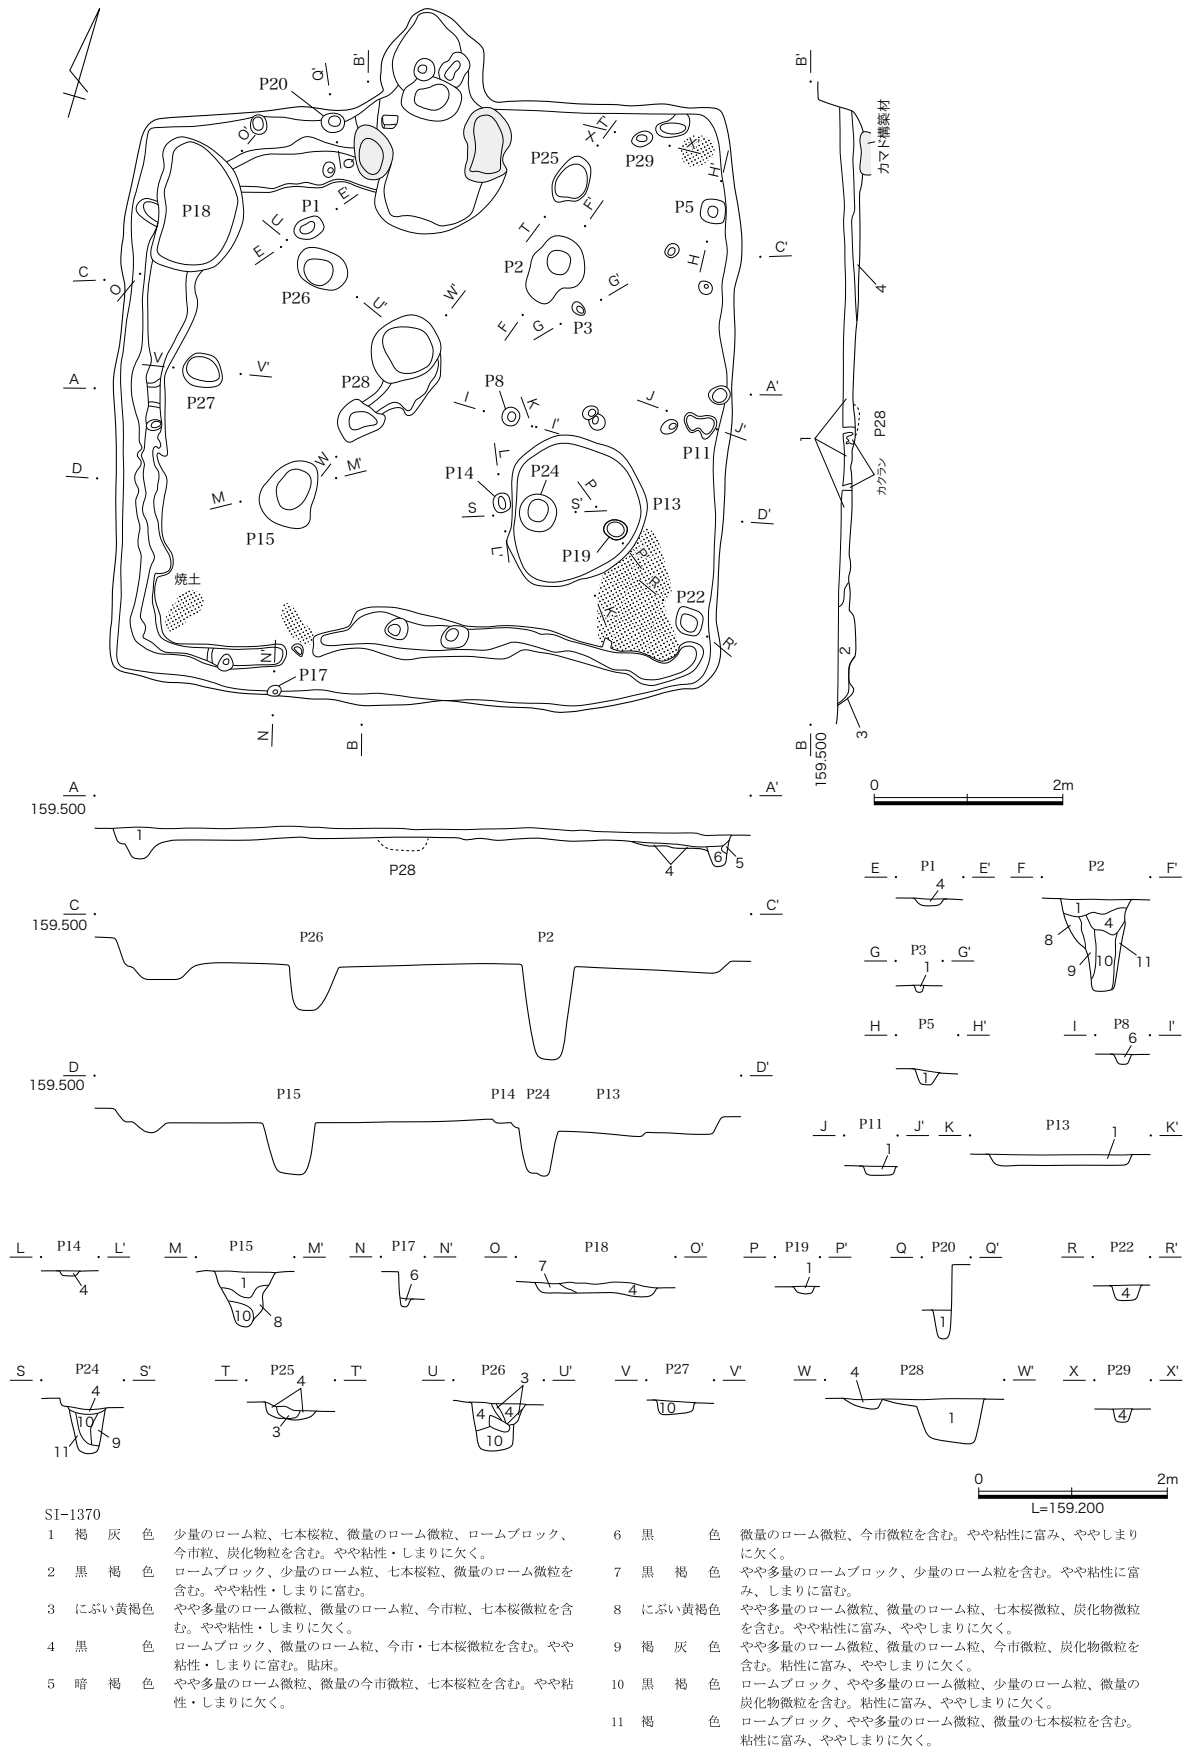 Q' B' B'
P20
O' Q X T' X'
P25 P29 H'
カマド構築材
P18 P1 E' F' P5
U T
E P2 H C'
C O P26 U' W' G' 4
F G P3
V V' P28 P8 I K J A'
A P27 I' J' P11
1 P28
カクラン
D W M' L P14 P24 P
M S S' P13 D'
P15 L' P19 P'
焼土 R P22
K' R'
N' P17 2
N B 3
B
159.500
A A'
159.500
1 P28 4 6 5
0 2m
C C'
159.500
P26 P2
D D'
159.500
P15 P14 P24 P13
E P1 E' F P2 F'
4 1 4 8 9 10 11
G P3 G'
1
H P5 H' I P8 I'
1 6
J P11 J' K P13 K'
1 1
L P14 L' M P15 M' N P17 N' O P18 O' P P19 P' Q P20 Q' R P22 R'
4 1 10 8 6 7 4 1 1 4
S P24 S' T P25 T' U P26 U' V P27 V' W P28 W' X P29 X'
4 10 11 9 4 3 3 4 4 10 10 4 1 4
0 2m
L=159.200
SI-1370
1 褐灰色 少量のローム粒、七本桜粒、微量のローム微粒、ロームブロック、
今市粒、炭化物粒を含む。やや粘性・しまりに欠く。
2 黒褐色 ロームブロック、少量のローム粒、七本桜粒、微量のローム微粒を
含む。やや粘性・しまりに富む。
3 にぶい黄褐色 やや多量のローム微粒、微量のローム粒、今市粒、七本桜微粒を含
む。やや粘性・しまりに欠く。
4 黒色 ロームブロック、微量のローム粒、今市・七本桜微粒を含む。やや
粘性・しまりに富む。貼床。
5 暗褐色 やや多量のローム微粒、微量の今市微粒、七本桜粒を含む。やや粘
性・しまりに欠く。
6 黒色 微量のローム微粒、今市微粒を含む。やや粘性に富み、ややしまり
に欠く。
7 黒褐色 やや多量のロームブロック、少量のローム粒を含む。やや粘性に富
み、しまりに富む。
8 にぶい黄褐色 やや多量のローム微粒、微量のローム粒、七本桜微粒、炭化物微粒
を含む。やや粘性に富み、ややしまりに欠く。
9 褐灰色 やや多量のローム微粒、微量のローム粒、今市微粒、炭化物微粒を
含む。粘性に富み、ややしまりに欠く。
10 黒褐色 ロームブロック、やや多量のローム微粒、少量のローム粒、微量の
炭化物微粒を含む。粘性に富み、ややしまりに欠く。
11 褐色 ロームブロック、やや多量のローム微粒、微量の七本桜粒を含む。
粘性に富み、ややしまりに欠く。